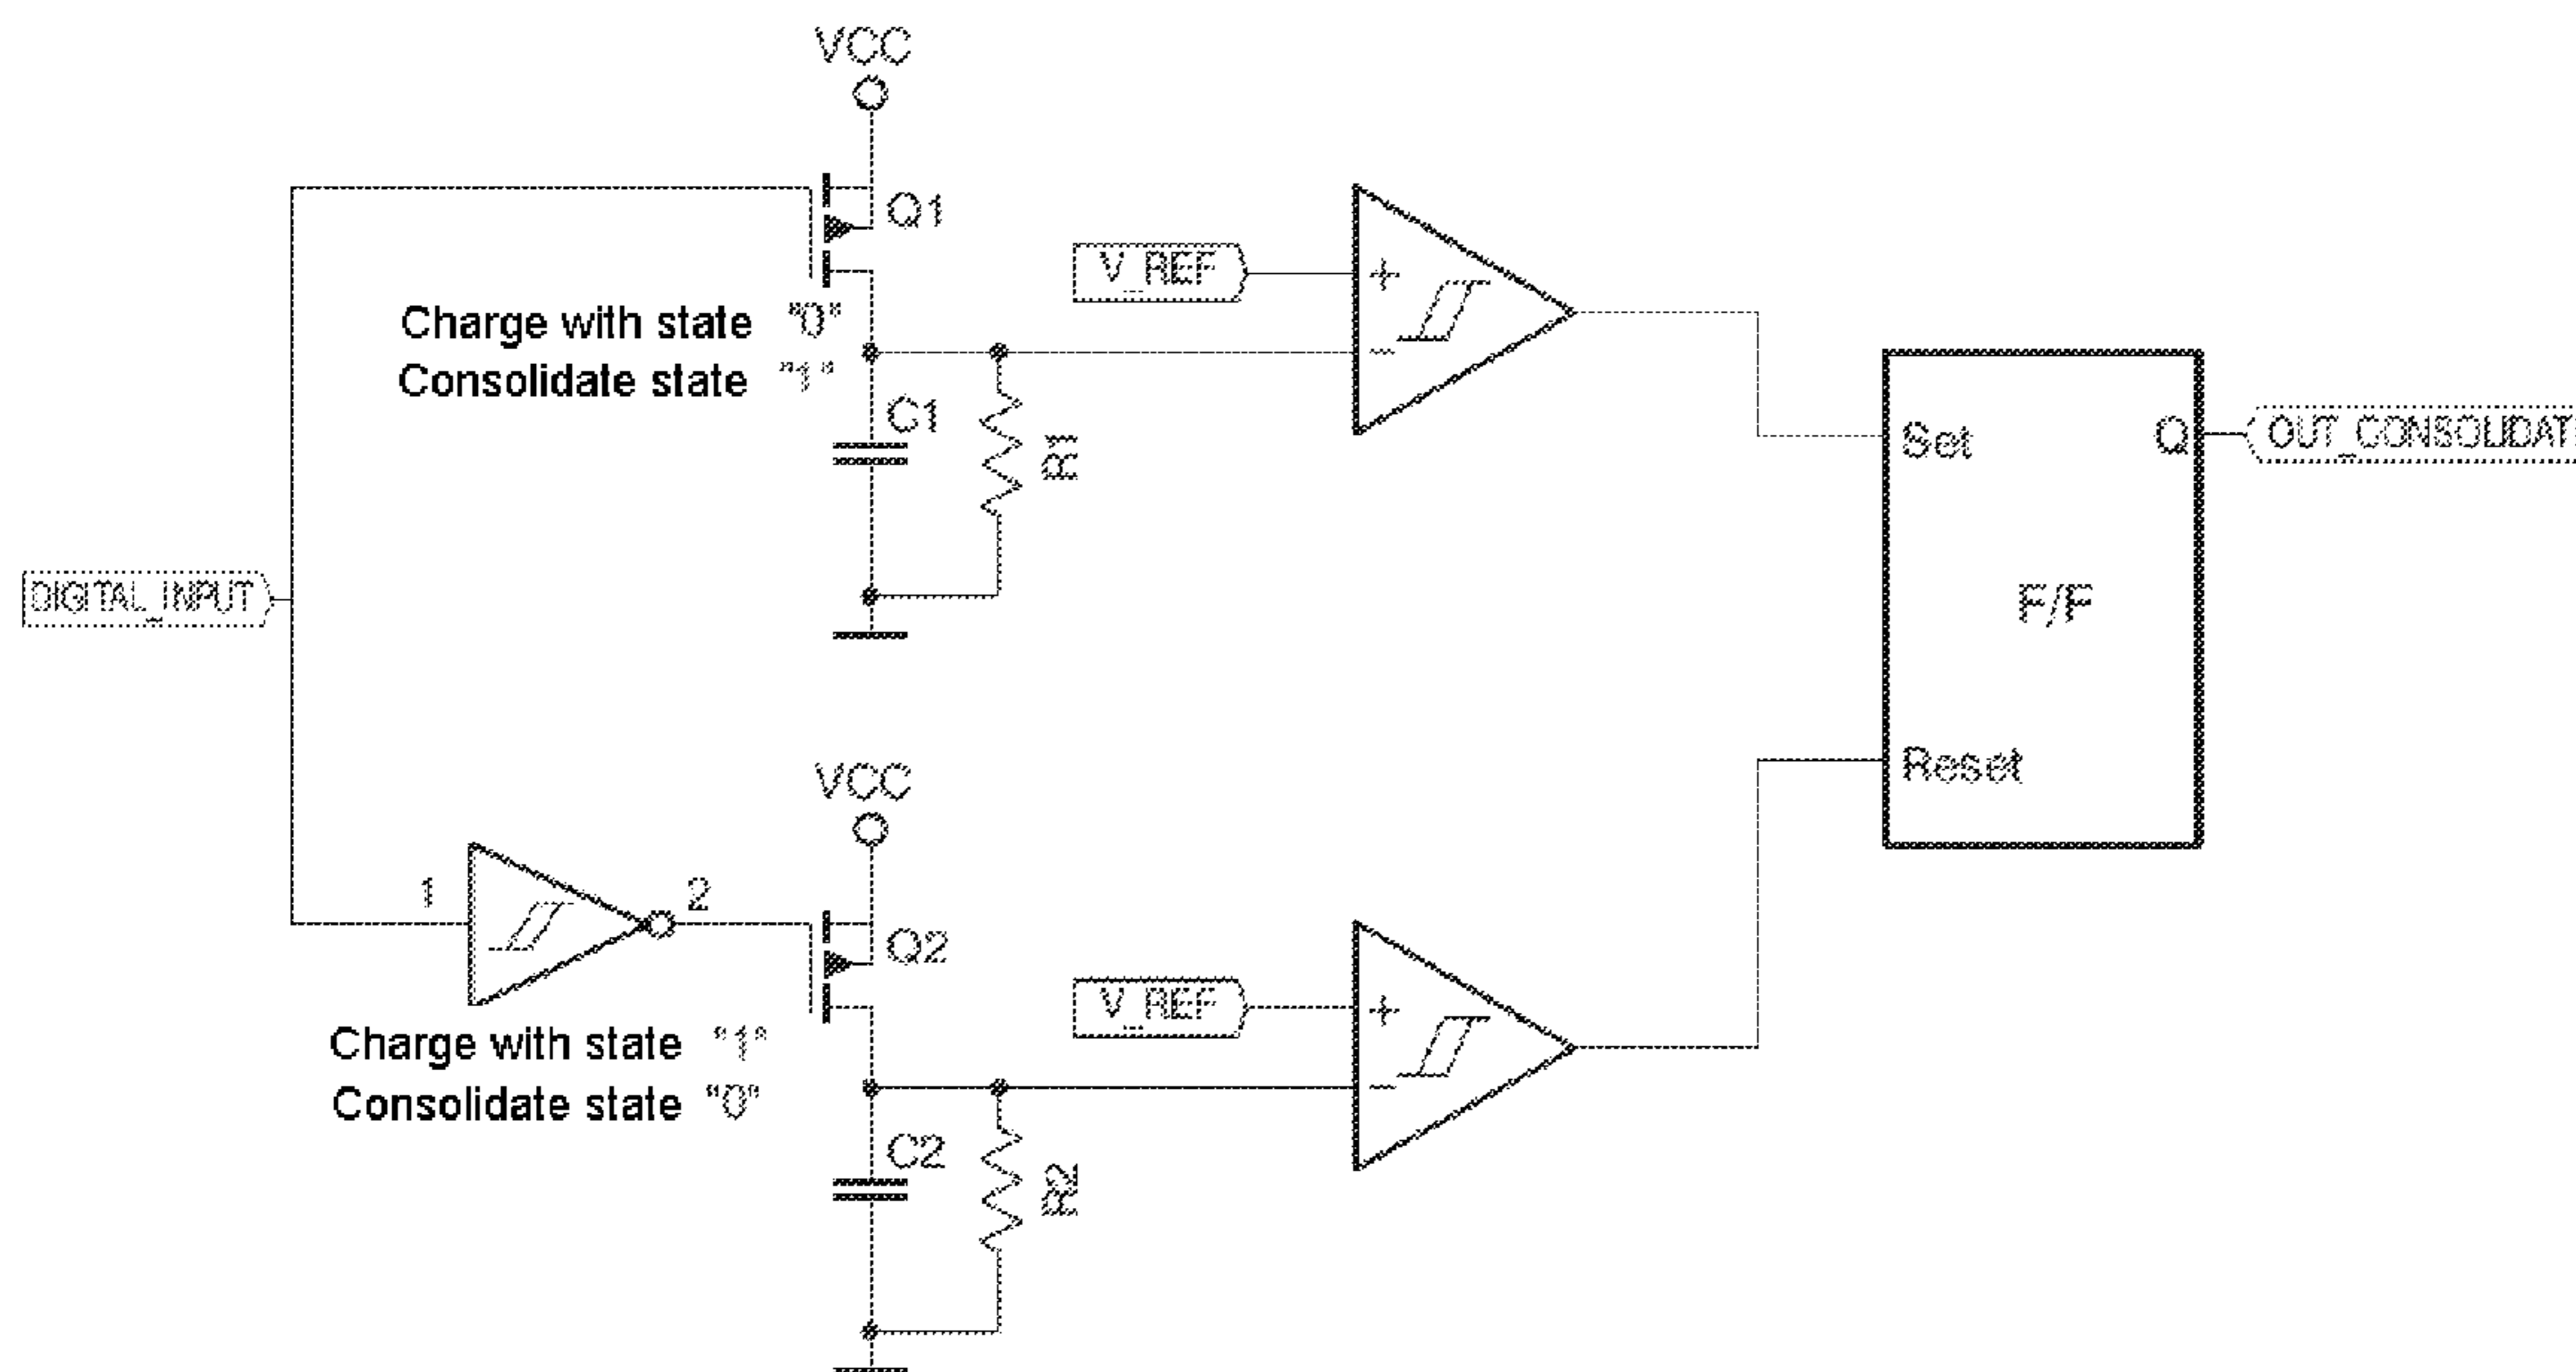 VCC
Q1
V_REF
+
Charge with state "0"
Consolidate state "1"
-
C1
R1
Set
Q
OUT_CONSOLIDAT
DIGITAL_INPUT
F/F
Reset
VCC
1
2
Q2
V_REF
+
Charge with state "1"
Consolidate state "0"
-
C2
R2